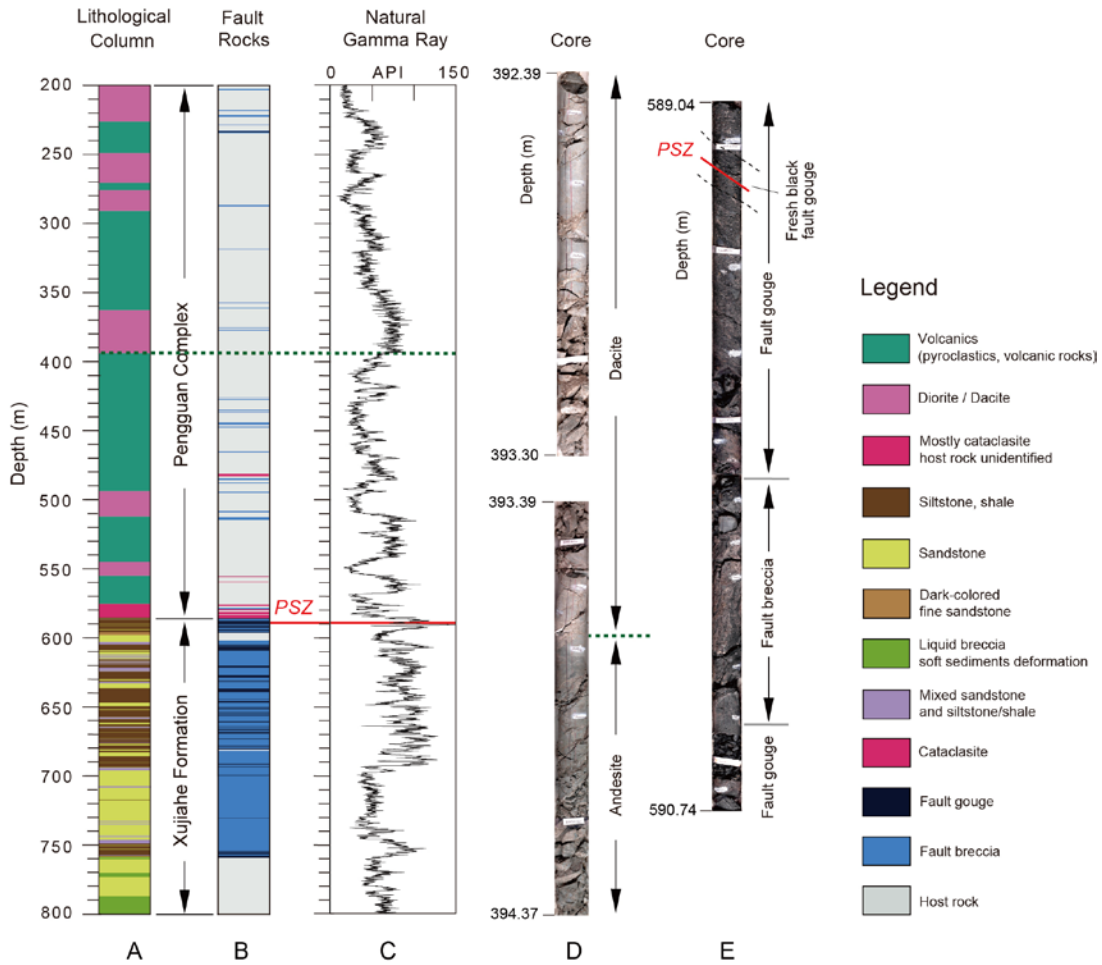 Lithological
Column
Fault
Rocks
Natural
Gamma Ray
Core
Core
0 API 150
200
250
300
350
400
450
500
550
600
650
700
750
800
Depth (m)
Pengguan Complex
Xujiahe Formation
PSZ
392.39
Depth (m)
393.30
393.39
394.37
Dacite
Andesite
589.04
PSZ
Depth (m)
590.74
Fresh black
fault gouge
Fault gouge
Fault breccia
Fault gouge
Legend
Volcanics
(pyroclastics, volcanic rocks)
Diorite / Dacite
Mostly cataclasite
host rock unidentified
Siltstone, shale
Sandstone
Dark-colored
fine sandstone
Liquid breccia
soft sediments deformation
Mixed sandstone
and siltstone/shale
Cataclasite
Fault gouge
Fault breccia
Host rock
A
B
C
D
E